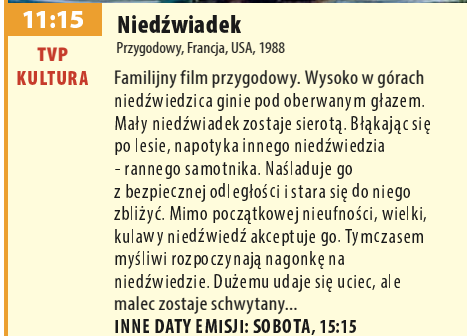 11:15
TVP
KULTURA
Niedźwiadek
Przygodowy, Francja, USA, 1988
Familijny film przygodowy. Wysoko w górach
niedźwiedzica ginie pod oberwanym głazem.
Mały niedźwiadek zostaje sierotą. Błąkając się
po lesie, napotyka innego niedźwiedzia
- rannego samotnika. Naśladuje go
z bezpiecznej odległości i stara się do niego
zbliżyć. Mimo początkowej nieufności, wielki,
kulawy niedźwiedź akceptuje go. Tymczasem
myśliwi rozpoczynają nagonkę na
niedźwiedzie. Dużemu udaje się uciec, ale
malec zostaje schwytany...
INNE DATY EMISJI: SOBOTA, 15:15